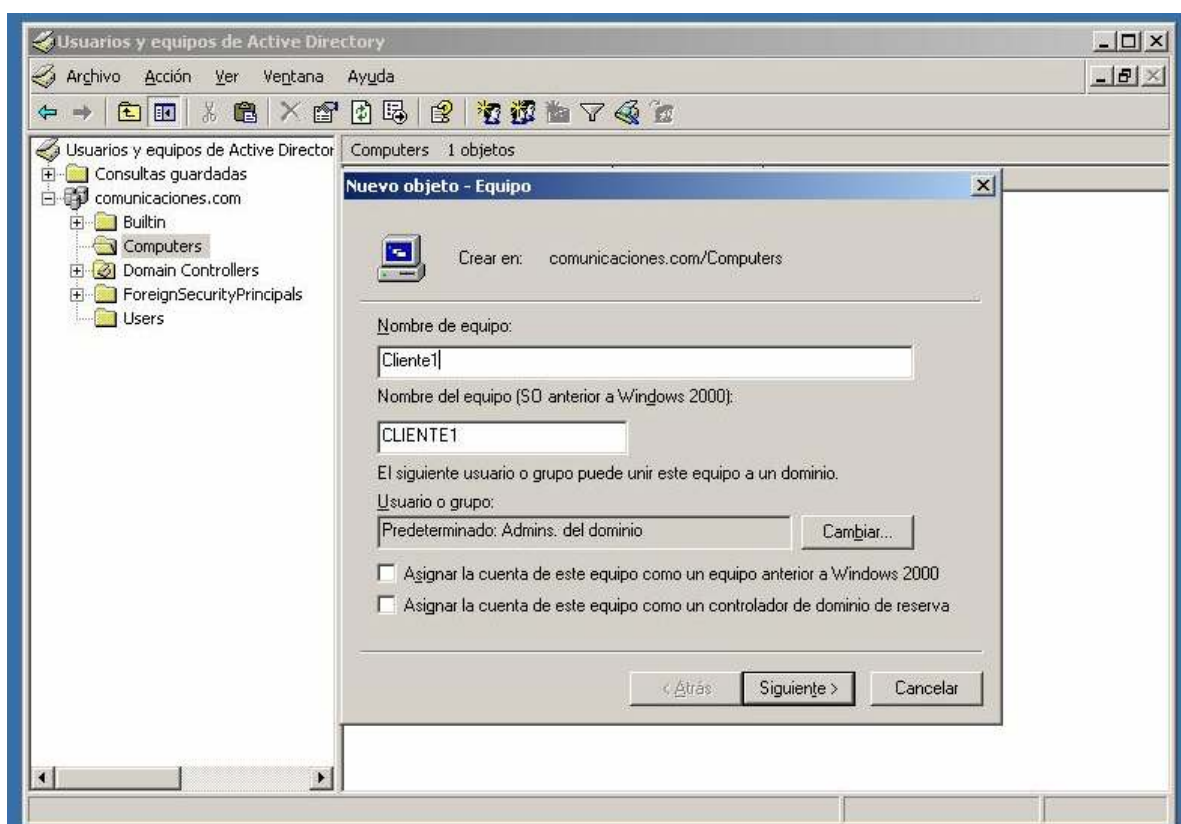 Usuarios y equipos de Active Directory
Archivo Acción Ver Ventana Ayuda
Usuarios y equipos de Active Director
Computers 1 objetos
Consultas guardadas
comunicaciones.com
Builtin
Computers
Domain Controllers
ForeignSecurityPrincipals
Users
Nuevo objeto - Equipo
Crear en: comunicaciones.com/Computers
Nombre de equipo:
Cliente1
Nombre del equipo (SO anterior a Windows 2000):
CLIENTE1
El siguiente usuario o grupo puede unir este equipo a un dominio.
Usuario o grupo:
Predeterminado: Admins. del dominio
Cambiar...
Asignar la cuenta de este equipo como un equipo anterior a Windows 2000
Asignar la cuenta de este equipo como un controlador de dominio de reserva
< Atrás Siguiente > Cancelar